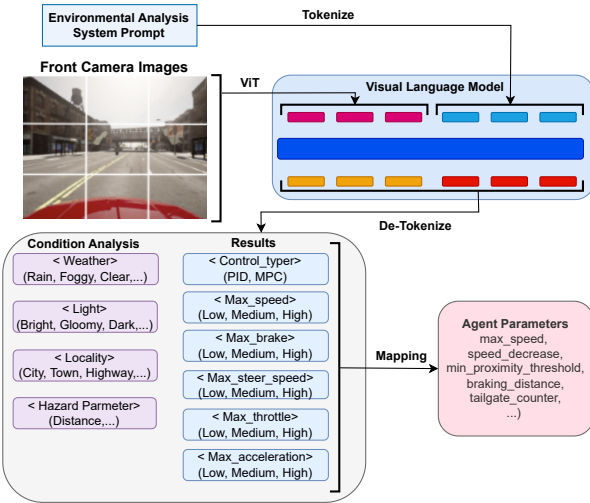 Environmental Analysis
System Prompt
Tokenize
Front Camera Images
ViT
Visual Language Model
De-Tokenize
Condition Analysis
< Weather>
(Rain, Foggy, Clear,...)
< Light>
(Bright, Gloomy, Dark,...)
< Locality>
(City, Town, Highway,...)
< Hazard Parmeter>
(Distance,...)
Results
< Control_typer>
(PID, MPC)
< Max_speed>
(Low, Medium, High)
< Max_brake>
(Low, Medium, High)
< Max_steer_speed>
(Low, Medium, High)
< Max_throttle>
(Low, Medium, High)
< Max_acceleration>
(Low, Medium, High)
Mapping
Agent Parameters
max_speed,
speed_decrease,
min_proximity_threshold,
braking_distance,
tailgate_counter,
...)